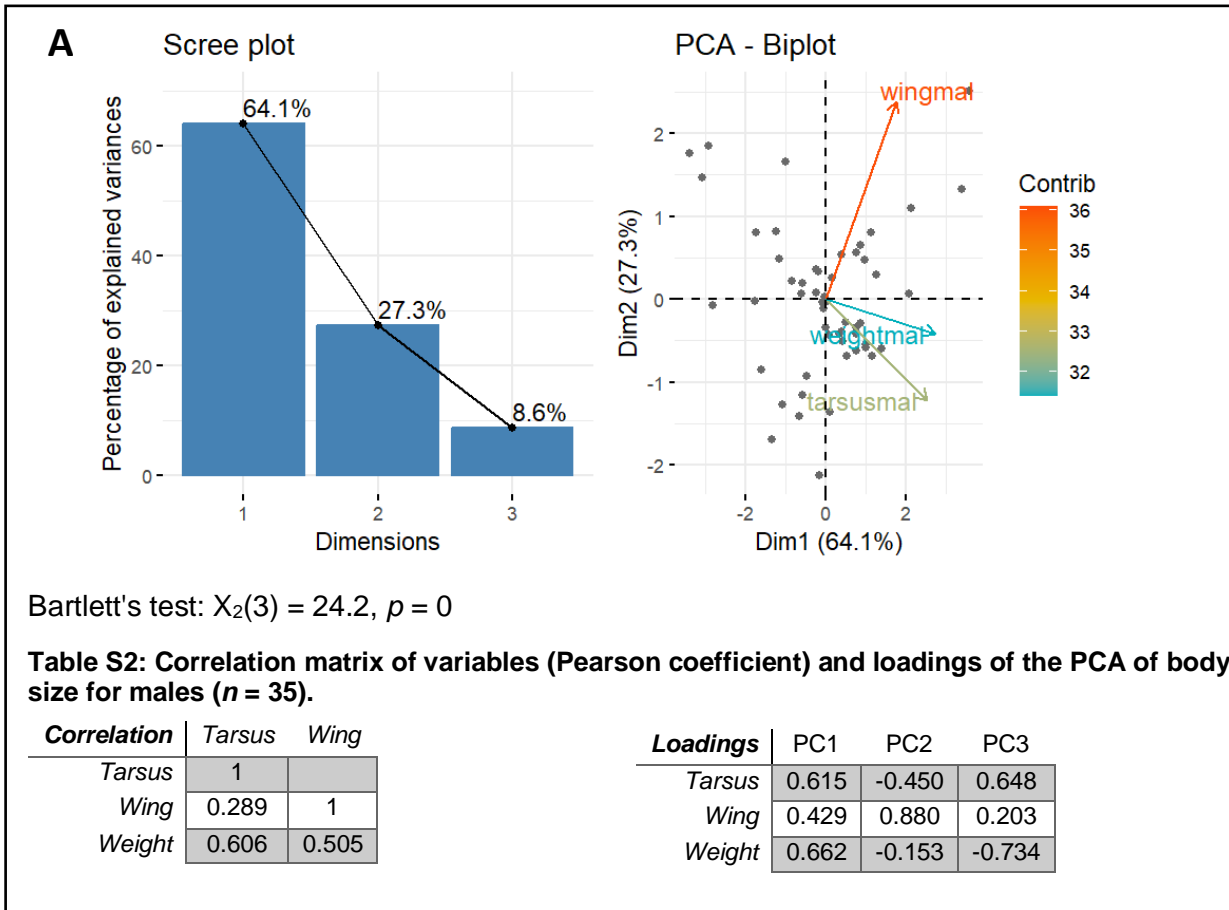 A
Scree plot
Percentage of explained variances
60
40
20
0
64.1%
27.3%
8.6%
1 2 3
Dimensions
PCA - Biplot
Dim2 (27.3%)
2
1
0
-1
-2
wingmal
weightmal
tarsusmal
-2 0 2
Dim1 (64.1%)
Contrib
36
35
34
33
32
Bartlett's test: X₂(3) = 24.2, p = 0
Table S2: Correlation matrix of variables (Pearson coefficient) and loadings of the PCA of body
size for males (n = 35).
Correlation Tarsus Wing
Tarsus 1
Wing 0.289 1
Weight 0.606 0.505
Loadings PC1 PC2 PC3
Tarsus 0.615 -0.450 0.648
Wing 0.429 0.880 0.203
Weight 0.662 -0.153 -0.734